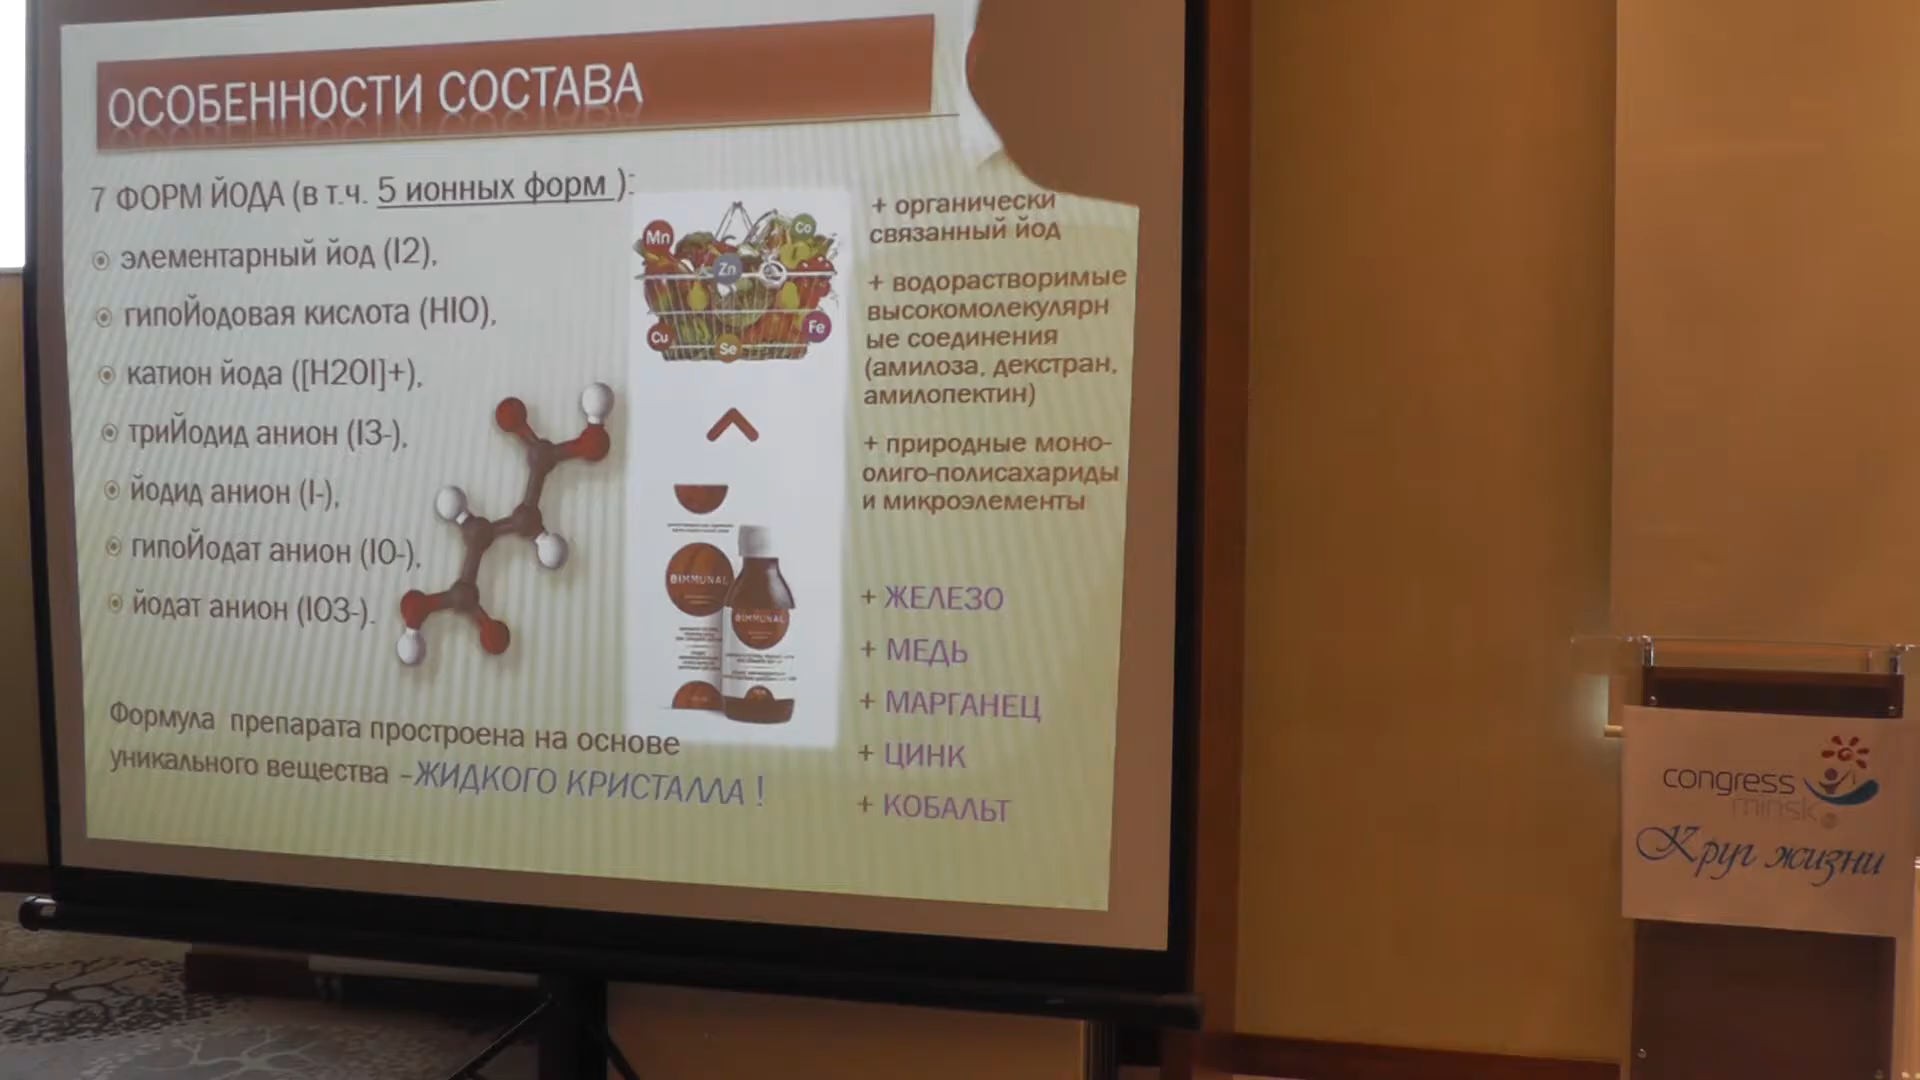 ОСОБЕННОСТИ СОСТАВА
7 ФОРМ ЙОДА (в т.ч. 5 ионных форм ):
элементарный йод (I2),
гипоЙодовая кислота (HIO),
катион йода ([H2OI]+),
триЙодид анион (I3-),
йодид анион (I-),
гипоЙодат анион (IO-),
йодат анион (IO3-).
Формула препарата простроена на основе
уникального вещества –ЖИДКОГО КРИСТАЛЛА !
Mn
Co
Zn
Cu
Se
Fe
BIMMUNAL
BIMMUNAL
+ органически
связанный йод
+ водорастворимые
высокомолекулярн
ые соединения
(амилоза, декстран,
амилопектин)
+ природные моно-
олиго-полисахариды
и микроэлементы
+ ЖЕЛЕЗО
+ МЕДЬ
+ МАРГАНЕЦ
+ ЦИНК
+ КОБАЛЬТ
congress
minsk
Круг жизни